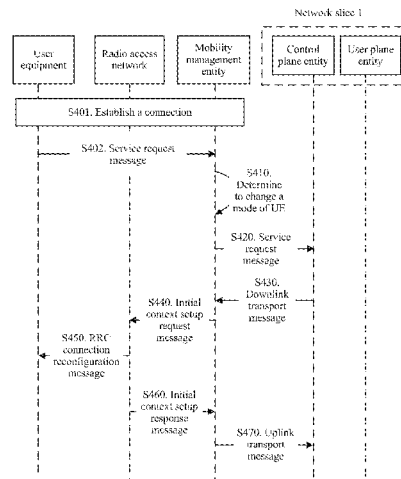 Network slice 1
User
equipment
Radio access
network
Mobility
management
entity
Control
plane entity
User plane
entity
S401. Establish a connection
S402. Service request
message
S410.
Determine
to change a
mode of UE
S420. Service
request
message
S430.
Downlink
transport
message
S440. Initial
context setup
request
message
S450. RRC
connection
reconfiguration
message
S460. Initial
context setup
response
message
S470. Uplink
transport
message